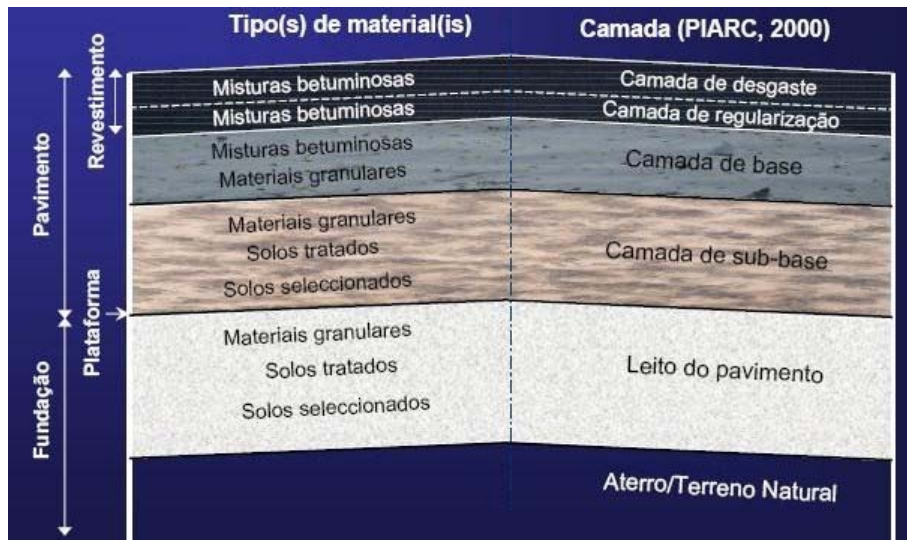 Tipo(s) de material(is)
Camada (PIARC, 2000)
Misturas betuminosas
Camada de desgaste
Misturas betuminosas
Camada de regularização
Misturas betuminosas
Materiais granulares
Camada de base
Materiais granulares
Solos tratados
Solos seleccionados
Camada de sub-base
Materiais granulares
Solos tratados
Solos seleccionados
Leito do pavimento
Aterro/Terreno Natural
Pavimento
Revestimento
Plataforma
Fundação